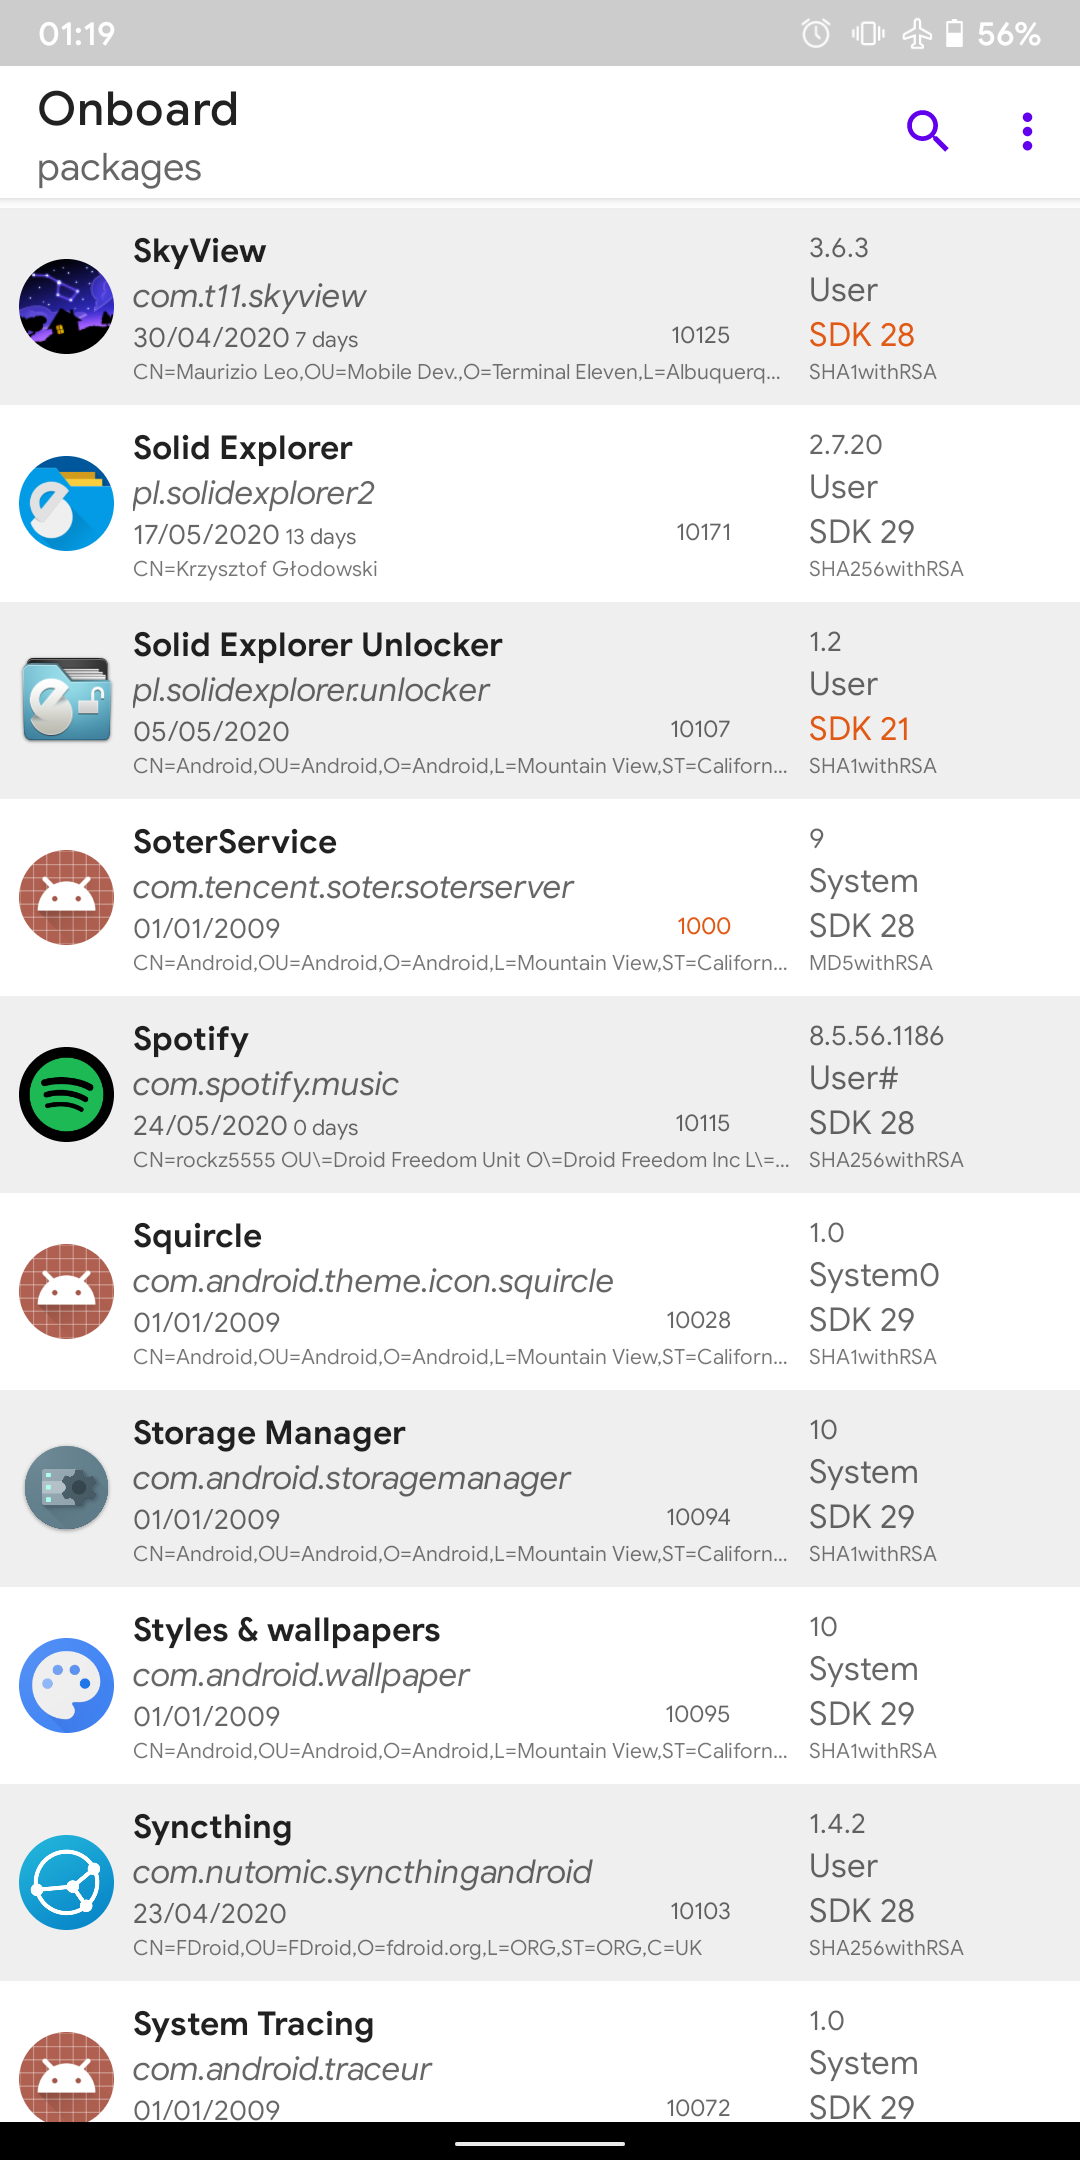 01:19
56%
Onboard
packages
SkyView
3.6.3
com.t11.skyview
User
30/04/2020 7 days
10125
SDK 28
CN=Maurizio Leo,OU=Mobile Dev.,O=Terminal Eleven,L=Albuquerq...
SHA1withRSA
Solid Explorer
2.7.20
pl.solidexplorer2
User
17/05/2020 13 days
10171
SDK 29
CN=Krzysztof Głodowski
SHA256withRSA
Solid Explorer Unlocker
1.2
pl.solidexplorer.unlocker
User
05/05/2020
10107
SDK 21
CN=Android,OU=Android,O=Android,L=Mountain View,ST=Californ...
SHA1withRSA
SoterService
9
com.tencent.soter.soterserver
System
01/01/2009
1000
SDK 28
CN=Android,OU=Android,O=Android,L=Mountain View,ST=Californ...
MD5withRSA
Spotify
8.5.56.1186
com.spotify.music
User#
24/05/2020 0 days
10115
SDK 28
CN=rockz5555 OU\=Droid Freedom Unit O\=Droid Freedom Inc L\=...
SHA256withRSA
Squircle
1.0
com.android.theme.icon.squircle
System0
01/01/2009
10028
SDK 29
CN=Android,OU=Android,O=Android,L=Mountain View,ST=Californ...
SHA1withRSA
Storage Manager
10
com.android.storagemanager
System
01/01/2009
10094
SDK 29
CN=Android,OU=Android,O=Android,L=Mountain View,ST=Californ...
SHA1withRSA
Styles & wallpapers
10
com.android.wallpaper
System
01/01/2009
10095
SDK 29
CN=Android,OU=Android,O=Android,L=Mountain View,ST=Californ...
SHA1withRSA
Syncthing
1.4.2
com.nutomic.syncthingandroid
User
23/04/2020
10103
SDK 28
CN=FDroid,OU=FDroid,O=fdroid.org,L=ORG,ST=ORG,C=UK
SHA256withRSA
System Tracing
1.0
com.android.traceur
System
01/01/2009
10072
SDK 29